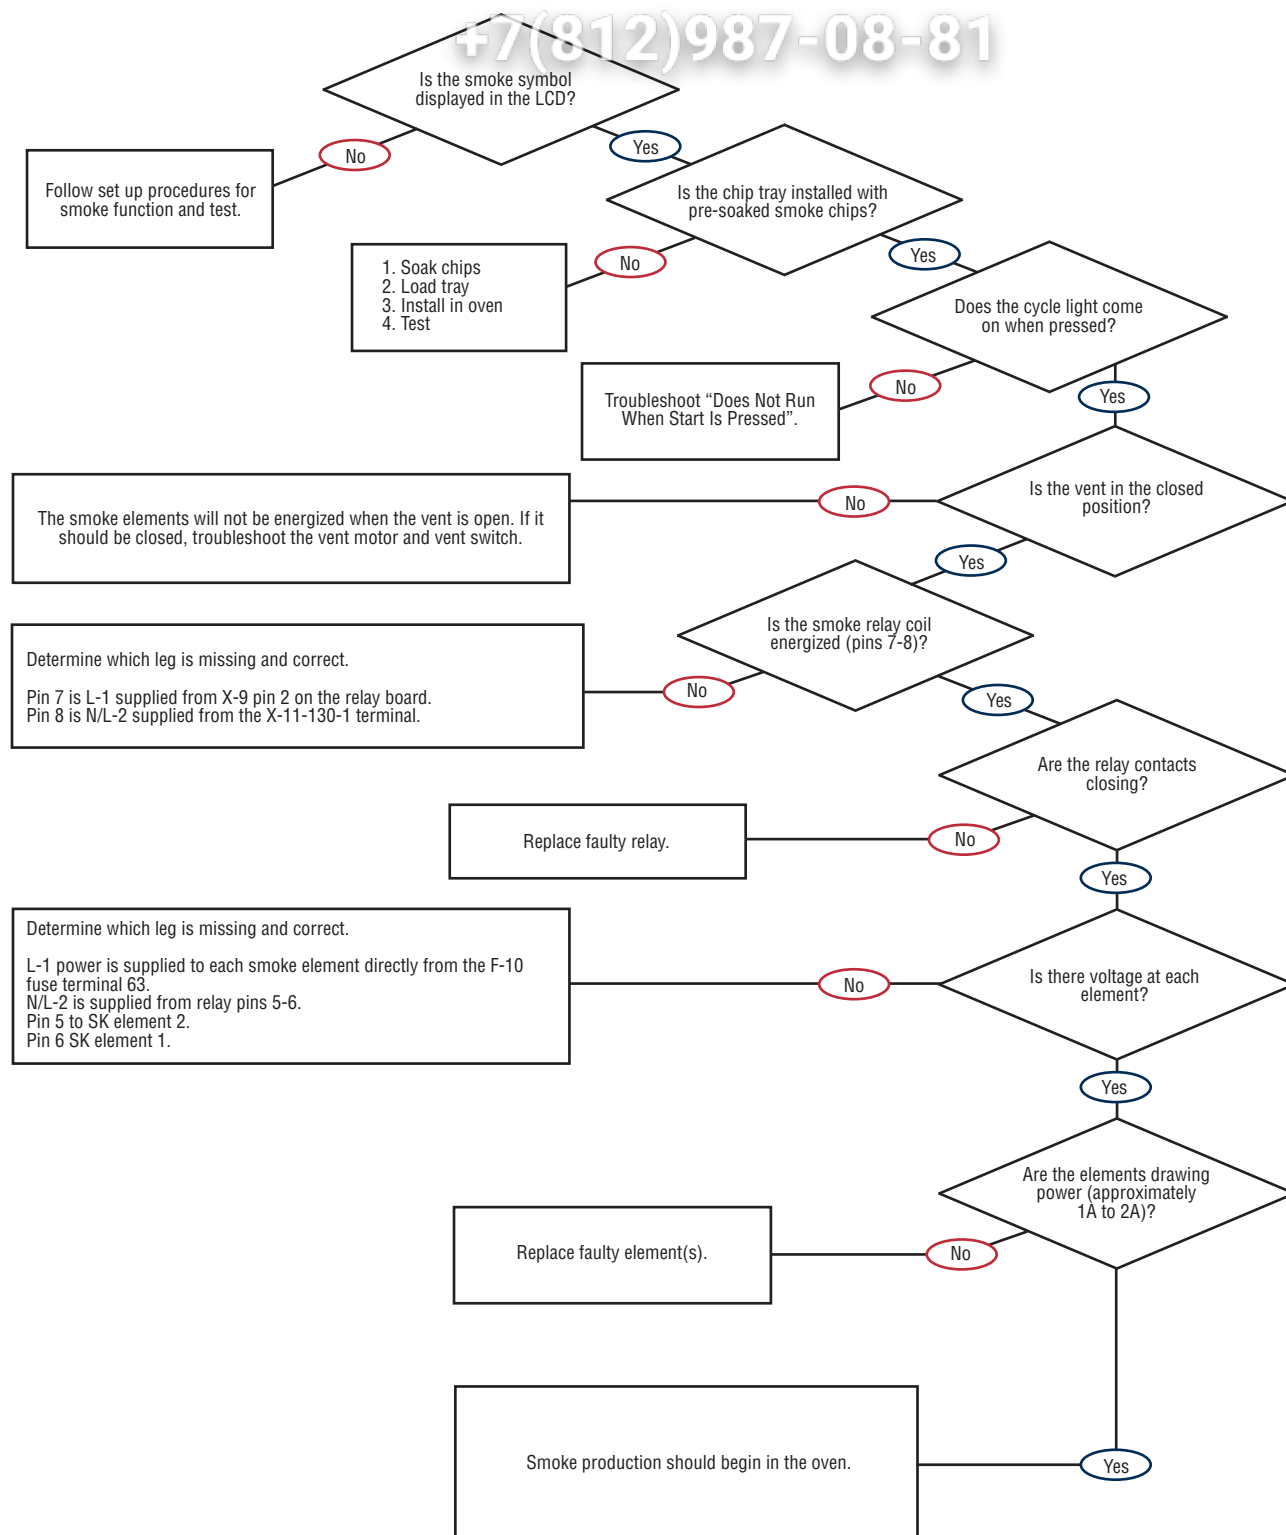 +7(812)987-08-81
Is the smoke symbol
displayed in the LCD?
No
Yes
Follow set up procedures for
smoke function and test.
Is the chip tray installed with
pre-soaked smoke chips?
No
Yes
1. Soak chips
2. Load tray
3. Install in oven
4. Test
Does the cycle light come
on when pressed?
No
Yes
Troubleshoot “Does Not Run
When Start Is Pressed”.
Is the vent in the closed
position?
No
Yes
The smoke elements will not be energized when the vent is open. If it
should be closed, troubleshoot the vent motor and vent switch.
Is the smoke relay coil
energized (pins 7-8)?
No
Yes
Determine which leg is missing and correct.
Pin 7 is L-1 supplied from X-9 pin 2 on the relay board.
Pin 8 is N/L-2 supplied from the X-11-130-1 terminal.
Are the relay contacts
closing?
No
Yes
Replace faulty relay.
Is there voltage at each
element?
No
Yes
Determine which leg is missing and correct.
L-1 power is supplied to each smoke element directly from the F-10
fuse terminal 63.
N/L-2 is supplied from relay pins 5-6.
Pin 5 to SK element 2.
Pin 6 SK element 1.
Are the elements drawing
power (approximately
1A to 2A)?
No
Yes
Replace faulty element(s).
Smoke production should begin in the oven.